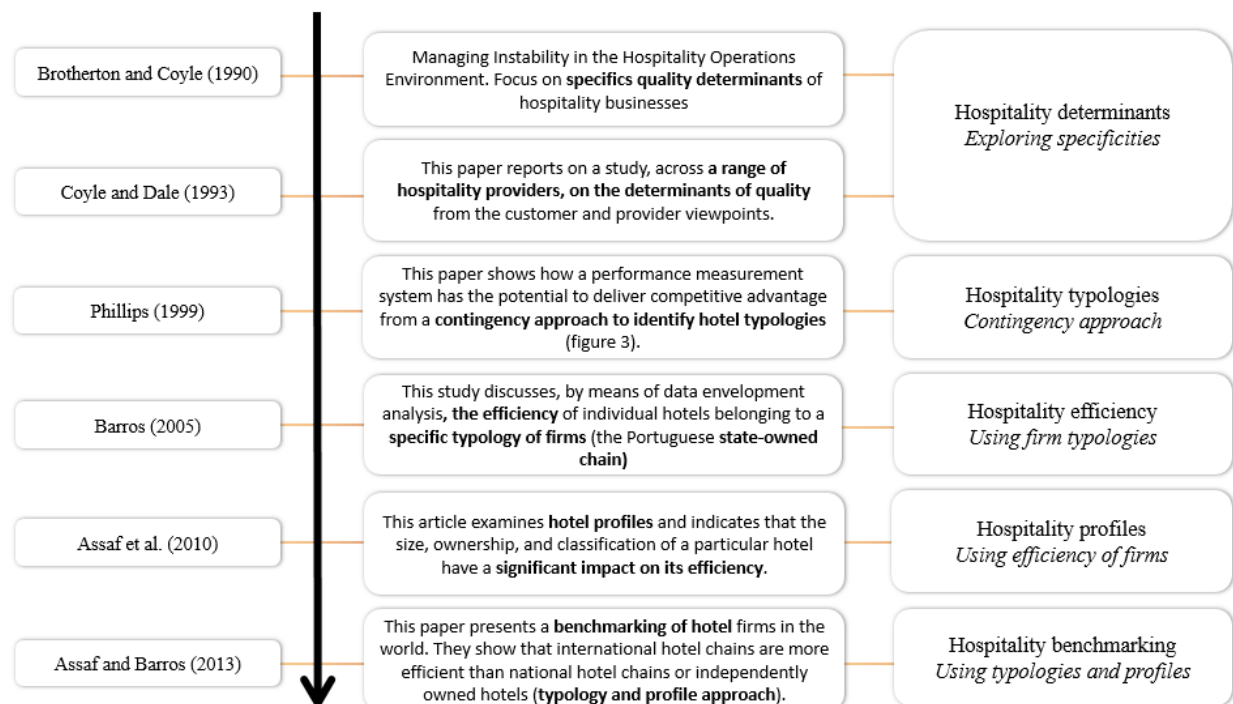 Brotherton and Coyle (1990)
Managing Instability in the Hospitality Operations
Environment. Focus on specifics quality determinants of
hospitality businesses
Hospitality determinants
Exploring specificities
Coyle and Dale (1993)
This paper reports on a study, across a range of
hospitality providers, on the determinants of quality
from the customer and provider viewpoints.
Phillips (1999)
This paper shows how a performance measurement
system has the potential to deliver competitive advantage
from a contingency approach to identify hotel typologies
(figure 3).
Hospitality typologies
Contingency approach
Barros (2005)
This study discusses, by means of data envelopment
analysis, the efficiency of individual hotels belonging to a
specific typology of firms (the Portuguese state-owned
chain)
Hospitality efficiency
Using firm typologies
Assaf et al. (2010)
This article examines hotel profiles and indicates that the
size, ownership, and classification of a particular hotel
have a significant impact on its efficiency.
Hospitality profiles
Using efficiency of firms
Assaf and Barros (2013)
This paper presents a benchmarking of hotel firms in the
world. They show that international hotel chains are more
efficient than national hotel chains or independently
owned hotels (typology and profile approach).
Hospitality benchmarking
Using typologies and profiles